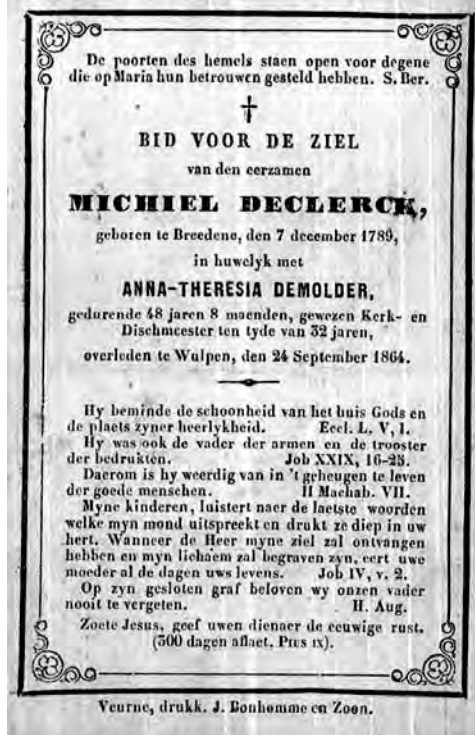 De poorten des hemels staen open voor degene
die op Maria hun betrouwen gesteld hebben. S. Ber.
†
BID VOOR DE ZIEL
van den eerzamen
MICHIEL DECLERCK,
geboren te Breedene, den 7 december 1789,
in huwelyk met
ANNA-THERESIA DEMOLDER,
gedurende 48 jaren 8 maenden, gewezen Kerk- en
Dischmeester ten tyde van 32 jaren,
overleden te Wulpen, den 24 September 1864.
Hy beminde de schoonheid van het huis Gods en
de plaets zyner heerlykheid. Eccl. L. V, 1.
Hy was ook de vader der armen en de trooster
der bedrukten. Job XXIX, 16-25.
Daerom is hy weerdig van in 't geheugen te leven
der goede menschen. II Machab. VII.
Myne kinderen, luistert naer de laetste woorden
welke myn mond uitspreekt en drukt ze diep in uw
hert. Wanneer de Heer myne ziel zal ontvangen
hebben en myn lichaem zal begraven zyn, eert uwe
moeder al de dagen uws levens. Job IV, v. 2.
Op zyn gesloten graf beloven wy onzen vader
nooit te vergeten. H. Aug.
Zoete Jesus, geef uwen dienaer de eeuwige rust.
(300 dagen aflaet, PIUS IX).
Veurne, drukk. J. Bonhomme en Zoon.